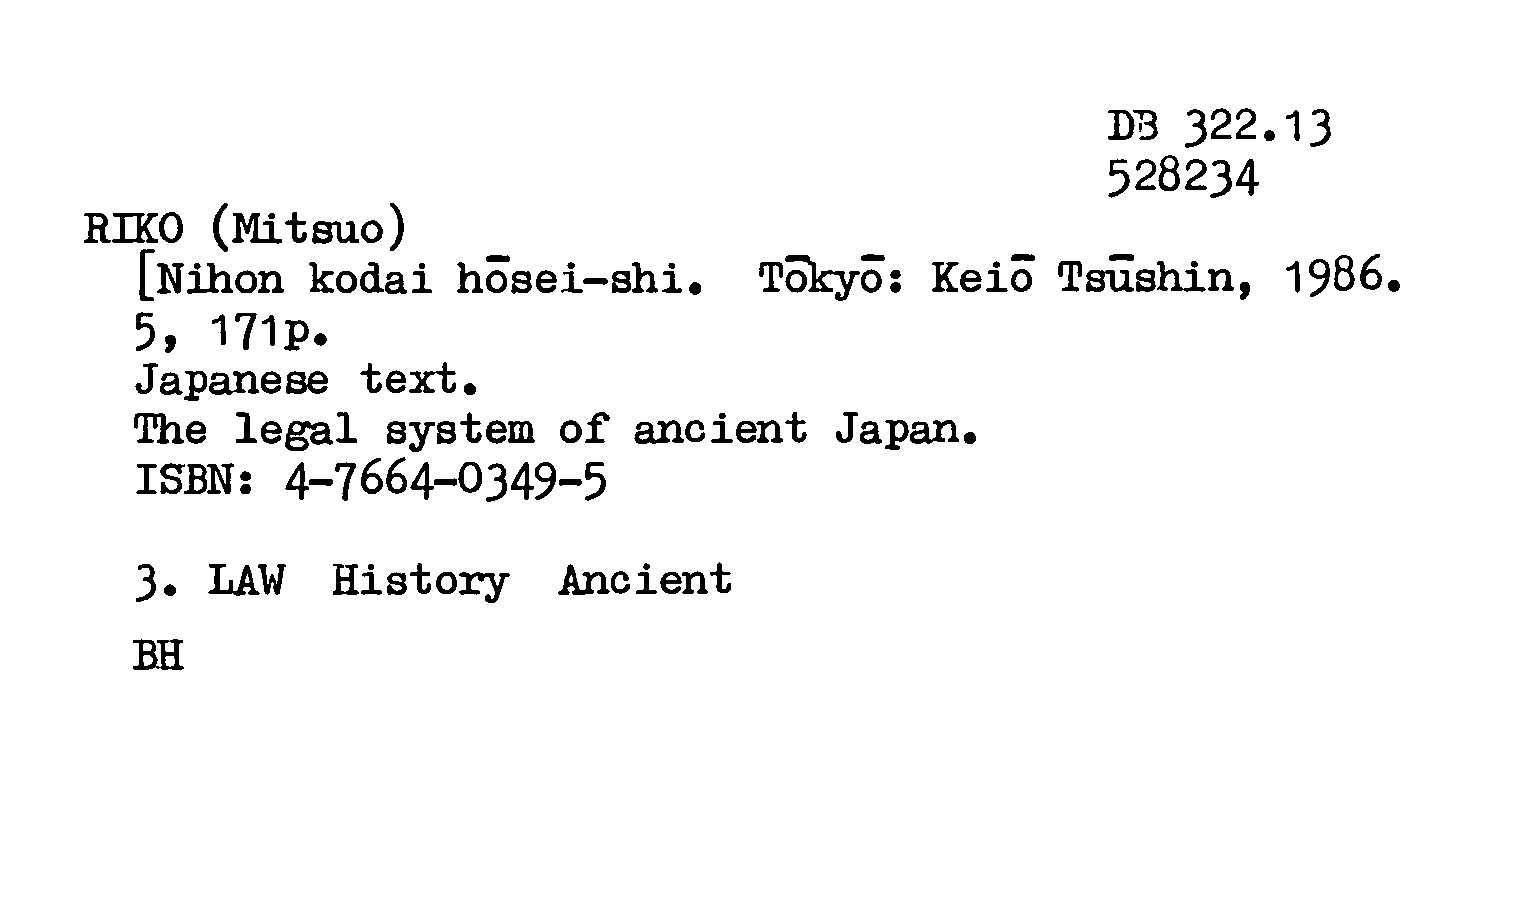 DB 322.13
528234
RIKO (Mitsuo)
[Nihon kodai hōsei-shi. Tōkyō: Keiō Tsūshin, 1986.
5, 171p.
Japanese text.
The legal system of ancient Japan.
ISBN: 4-7664-0349-5
3. LAW History Ancient
BH